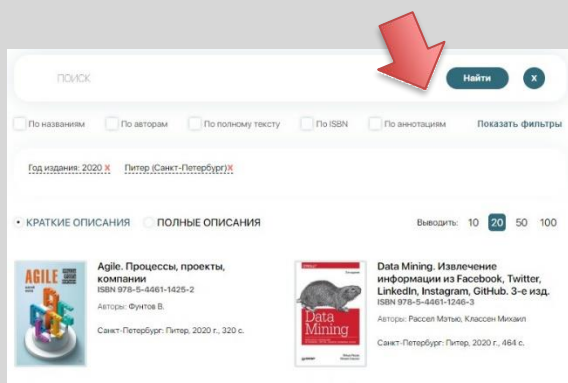 ПОИСК
Найти
X
По названиям По авторам По полному тексту По ISBN По аннотациям Показать фильтры
Год издания: 2020 X Питер (Санкт-Петербург) X
КРАТКИЕ ОПИСАНИЯ ПОЛНЫЕ ОПИСАНИЯ Выводить: 10 20 50 100
AGILE
Agile. Процессы, проекты,
компании
ISBN 978-5-4461-1425-2
Авторы: Фунтов В.
Санкт-Петербург: Питер, 2020 г., 320 с.
Data
Mining
Data Mining. Извлечение
информации из Facebook, Twitter,
LinkedIn, Instagram, GitHub. 3-е изд.
ISBN 978-5-4461-1246-3
Авторы: Рассел Мэтью, Классен Михаил
Санкт-Петербург: Питер, 2020 г., 464 с.